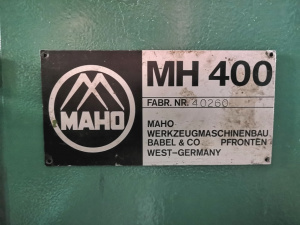 MAHO
MH 400
FABR. NR. 40260
MAHO
WERKZEUGMASCHINENBAU
BABEL & CO PFRONTEN
WEST-GERMANY